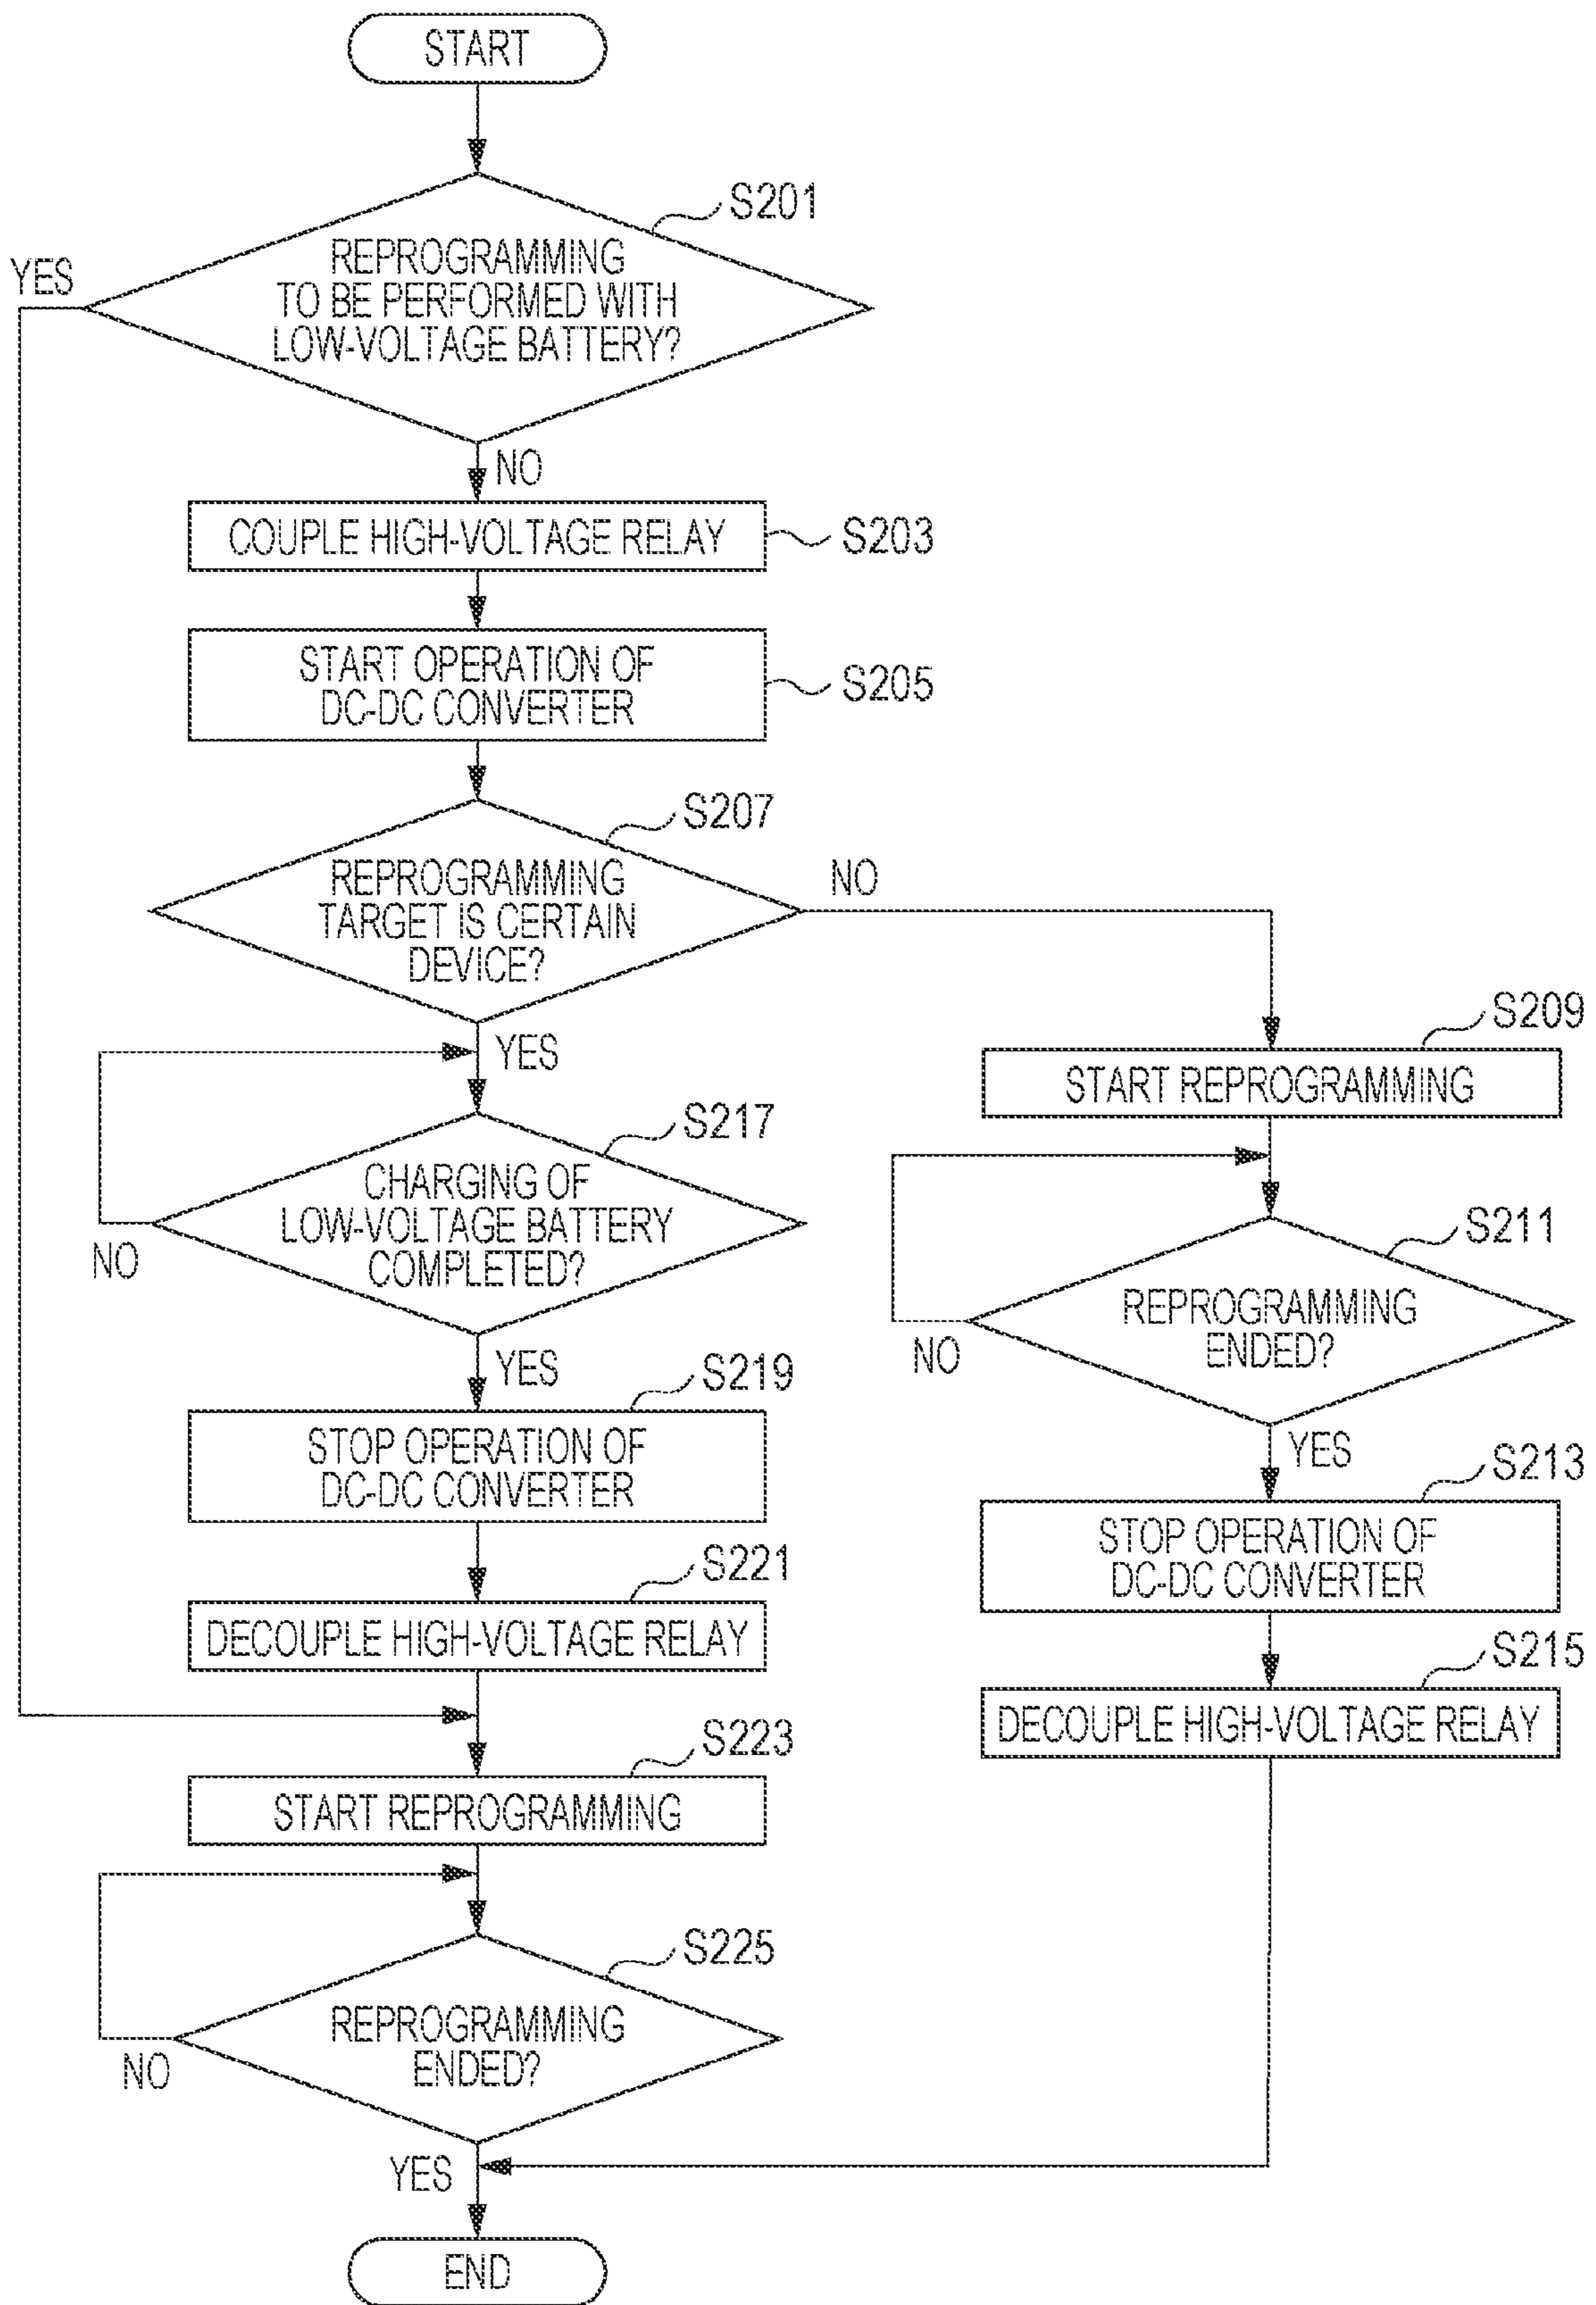 START
S201
YES
REPROGRAMMING
TO BE PERFORMED WITH
LOW-VOLTAGE BATTERY?
NO
COUPLE HIGH-VOLTAGE RELAY
S203
START OPERATION OF
DC-DC CONVERTER
S205
S207
REPROGRAMMING
TARGET IS CERTAIN
DEVICE?
NO
YES
S209
START REPROGRAMMING
S217
CHARGING OF
LOW-VOLTAGE BATTERY
COMPLETED?
NO
S211
REPROGRAMMING
ENDED?
NO
YES
S219
STOP OPERATION OF
DC-DC CONVERTER
YES
S213
STOP OPERATION OF
DC-DC CONVERTER
S221
DECOUPLE HIGH-VOLTAGE RELAY
S215
DECOUPLE HIGH-VOLTAGE RELAY
S223
START REPROGRAMMING
S225
REPROGRAMMING
ENDED?
NO
YES
END